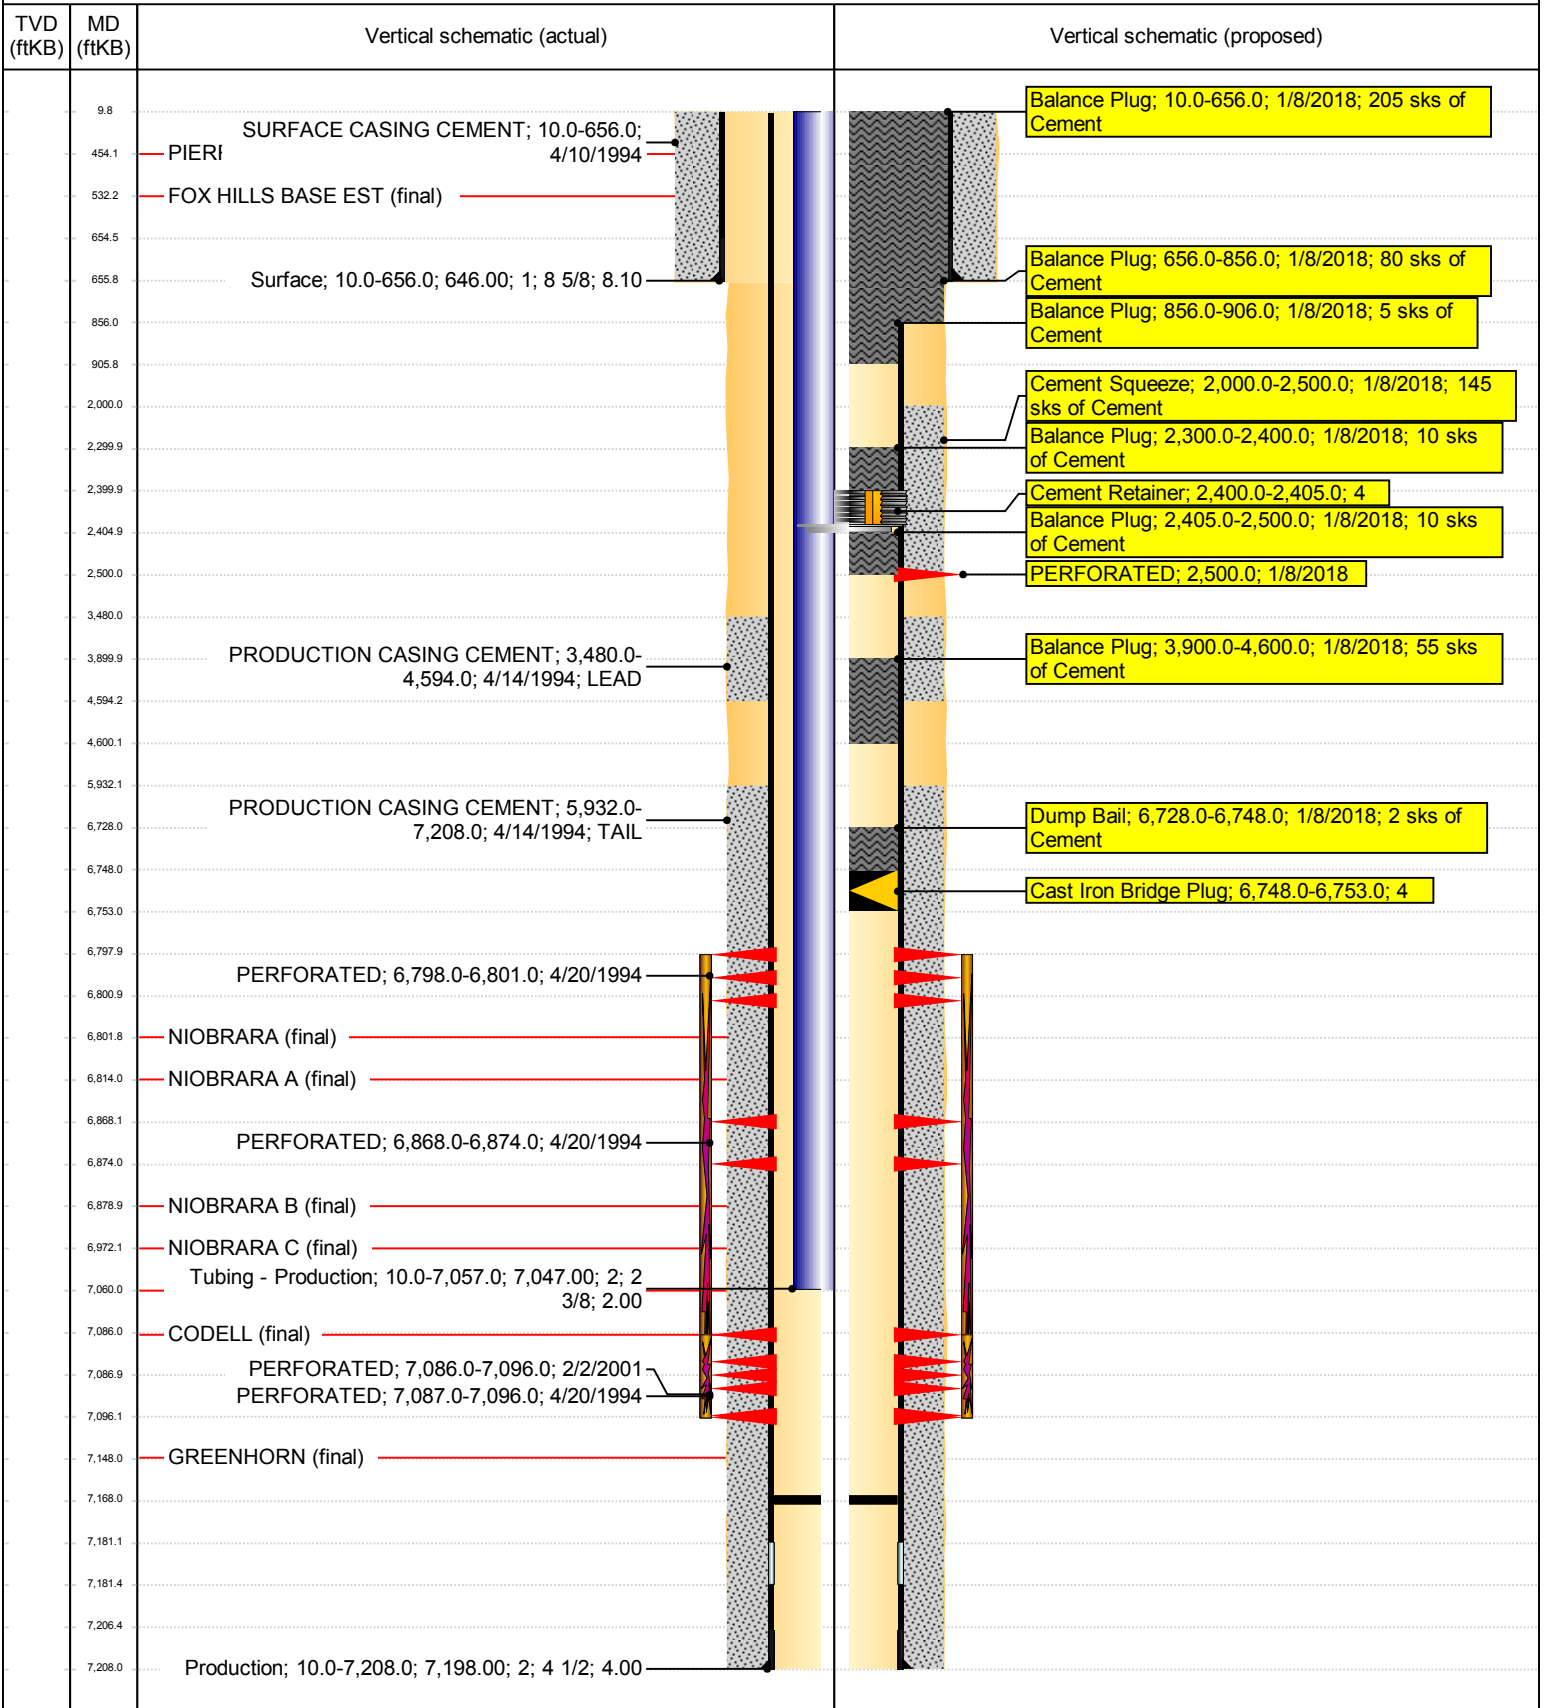 TVD (ftKB)
MD (ftKB)
Vertical schematic (actual)
Vertical schematic (proposed)
9.8
454.1
532.2
654.5
655.8
856.0
905.8
2,000.0
2,299.9
2,399.9
2,404.9
2,500.0
3,480.0
3,899.9
4,594.2
4,600.1
5,932.1
6,728.0
6,748.0
6,753.0
6,797.9
6,800.9
6,801.8
6,814.0
6,868.1
6,874.0
6,878.9
6,972.1
7,060.0
7,086.0
7,086.9
7,096.1
7,148.0
7,168.0
7,181.1
7,181.4
7,206.4
7,208.0
SURFACE CASING CEMENT; 10.0-656.0;
4/10/1994
FOX HILLS BASE EST (final)
Surface; 10.0-656.0; 646.00; 1; 8 5/8; 8.10
PRODUCTION CASING CEMENT; 3,480.0-
4,594.0; 4/14/1994; LEAD
PRODUCTION CASING CEMENT; 5,932.0-
7,208.0; 4/14/1994; TAIL
PERFORATED; 6,798.0-6,801.0; 4/20/1994
NIOBRARA (final)
NIOBRARA A (final)
PERFORATED; 6,868.0-6,874.0; 4/20/1994
NIOBRARA B (final)
NIOBRARA C (final)
Tubing - Production; 10.0-7,057.0; 7,047.00; 2; 2
3/8; 2.00
CODELL (final)
PERFORATED; 7,086.0-7,096.0; 2/2/2001
PERFORATED; 7,087.0-7,096.0; 4/20/1994
GREENHORN (final)
Production; 10.0-7,208.0; 7,198.00; 2; 4 1/2; 4.00
Balance Plug; 10.0-656.0; 1/8/2018; 205 sks of
Cement
Balance Plug; 656.0-856.0; 1/8/2018; 80 sks of
Cement
Balance Plug; 856.0-906.0; 1/8/2018; 5 sks of
Cement
Cement Squeeze; 2,000.0-2,500.0; 1/8/2018; 145
sks of Cement
Balance Plug; 2,300.0-2,400.0; 1/8/2018; 10 sks
of Cement
Cement Retainer; 2,400.0-2,405.0; 4
Balance Plug; 2,405.0-2,500.0; 1/8/2018; 10 sks
of Cement
PERFORATED; 2,500.0; 1/8/2018
Balance Plug; 3,900.0-4,600.0; 1/8/2018; 55 sks
of Cement
Dump Bail; 6,728.0-6,748.0; 1/8/2018; 2 sks of
Cement
Cast Iron Bridge Plug; 6,748.0-6,753.0; 4